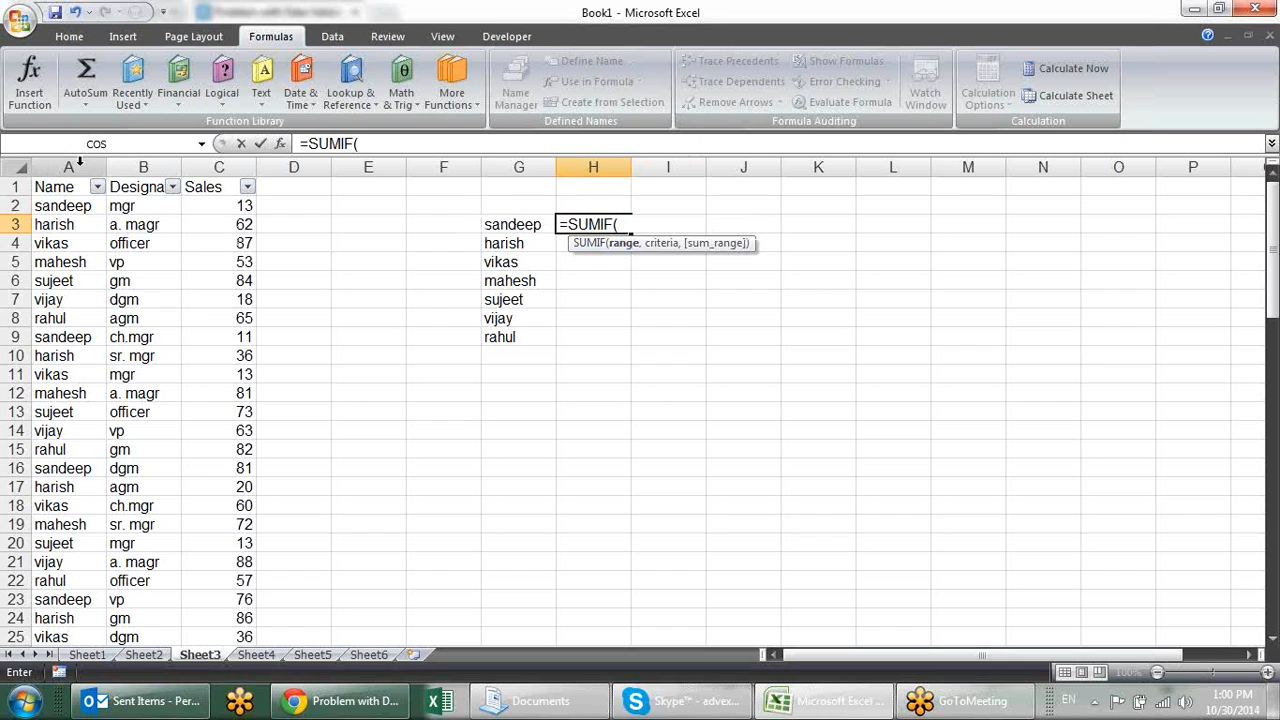 Book1 - Microsoft Excel
Home Insert Page Layout Formulas Data Review View Developer
Insert Function
AutoSum
Recently Used
Financial
Logical
Text
Date & Time
Lookup & Reference
Math & Trig
More Functions
Function Library
Name Manager
Define Name
Use in Formula
Create from Selection
Defined Names
Trace Precedents
Trace Dependents
Remove Arrows
Show Formulas
Error Checking
Evaluate Formula
Formula Auditing
Watch Window
Calculation Options
Calculate Now
Calculate Sheet
Calculation
COS =SUMIF(
A B C D E F G H I J K L M N O P
1 Name Designa Sales
2 sandeep mgr 13
3 harish a. magr 62 sandeep =SUMIF(
4 vikas officer 87 harish SUMIF(range, criteria, [sum_range])
5 mahesh vp 53 vikas
6 sujeet gm 84 mahesh
7 vijay dgm 18 sujeet
8 rahul agm 65 vijay
9 sandeep ch.mgr 11 rahul
10 harish sr. mgr 36
11 vikas mgr 13
12 mahesh a. magr 81
13 sujeet officer 73
14 vijay vp 63
15 rahul gm 82
16 sandeep dgm 81
17 harish agm 20
18 vikas ch.mgr 60
19 mahesh sr. mgr 72
20 sujeet mgr 13
21 vijay a. magr 88
22 rahul officer 57
23 sandeep vp 76
24 harish gm 86
25 vikas dgm 36
Sheet1 Sheet2 Sheet3 Sheet4 Sheet5 Sheet6
Enter 100%
Sent Items - Per... Problem with D... Documents Skype™ - advex... Microsoft Exce... GoToMeeting EN 1:00 PM
10/30/2014